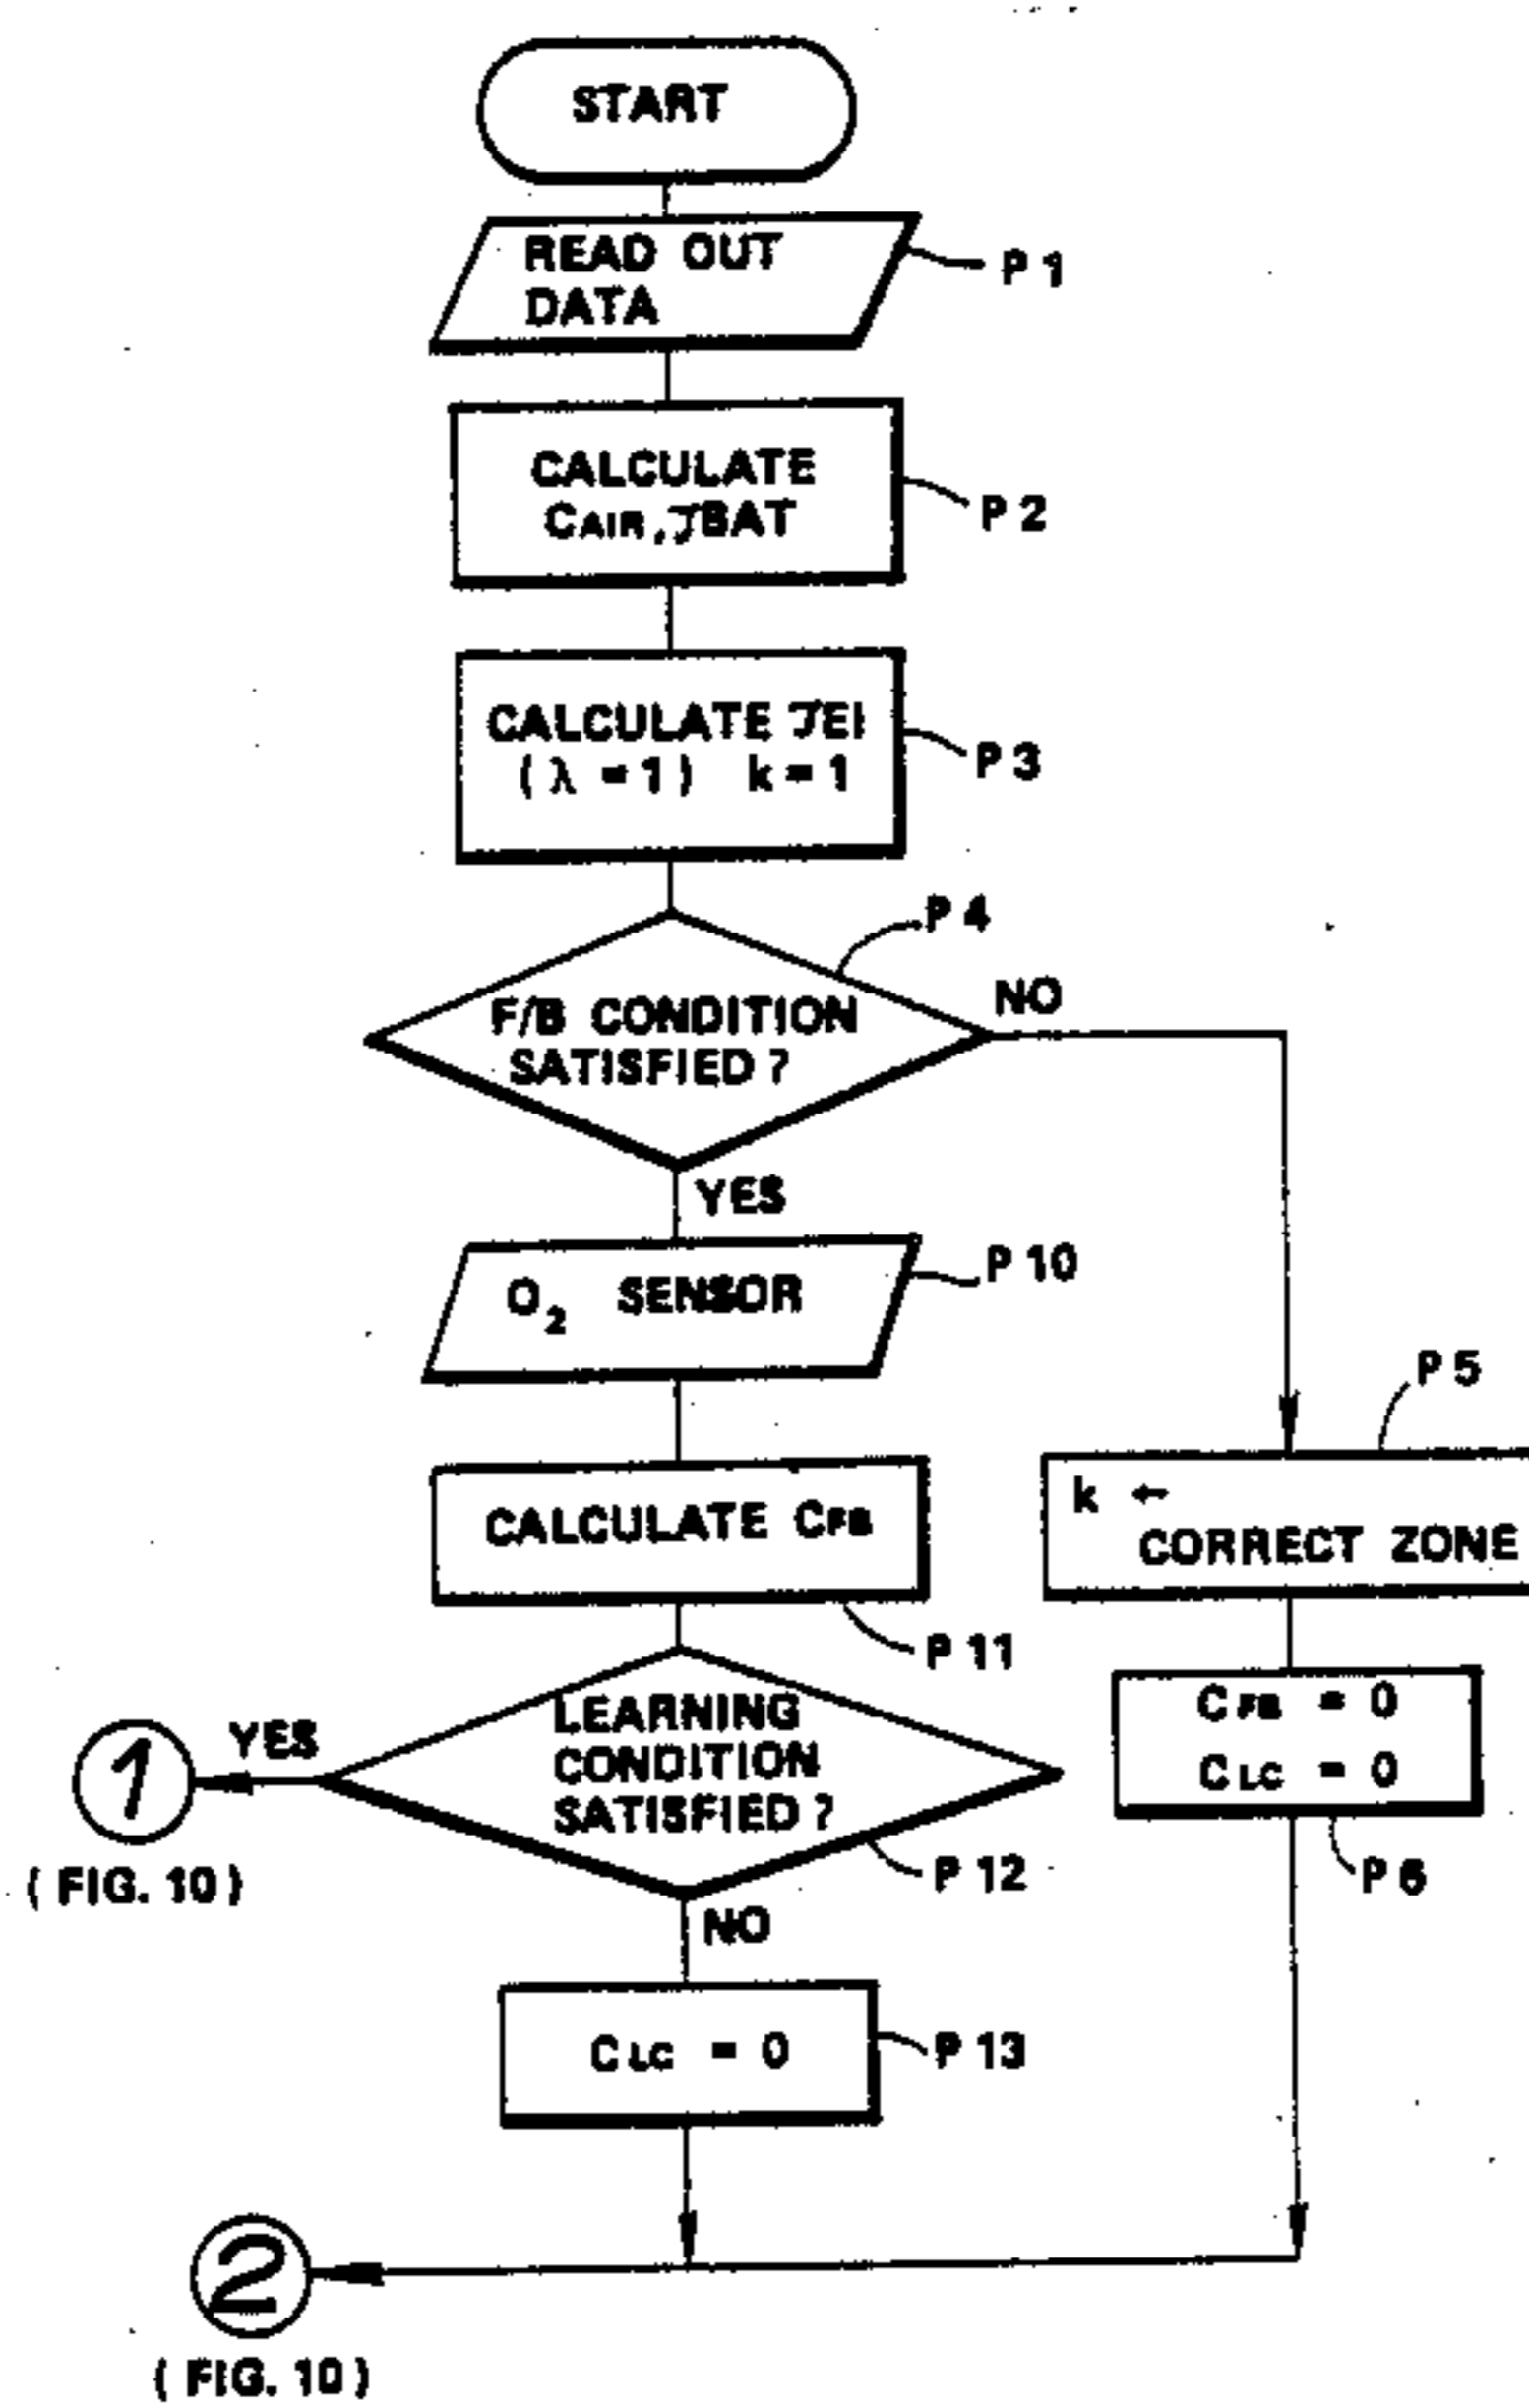 START
READ OUT
DATA
P 1
CALCULATE
CAIR, TBAT
P 2
CALCULATE TEI
( λ = 1 ) k = 1
P 3
P 4
F/B CONDITION
SATISFIED ?
NO
YES
O2 SENSOR
P 10
P 5
k ←
CORRECT ZONE
CALCULATE CFB
P 11
CFB = 0
CLC = 0
P 6
LEARNING
CONDITION
SATISFIED ?
YES
1
( FIG. 10 )
P 12
NO
CLC = 0
P 13
2
( FIG. 10 )